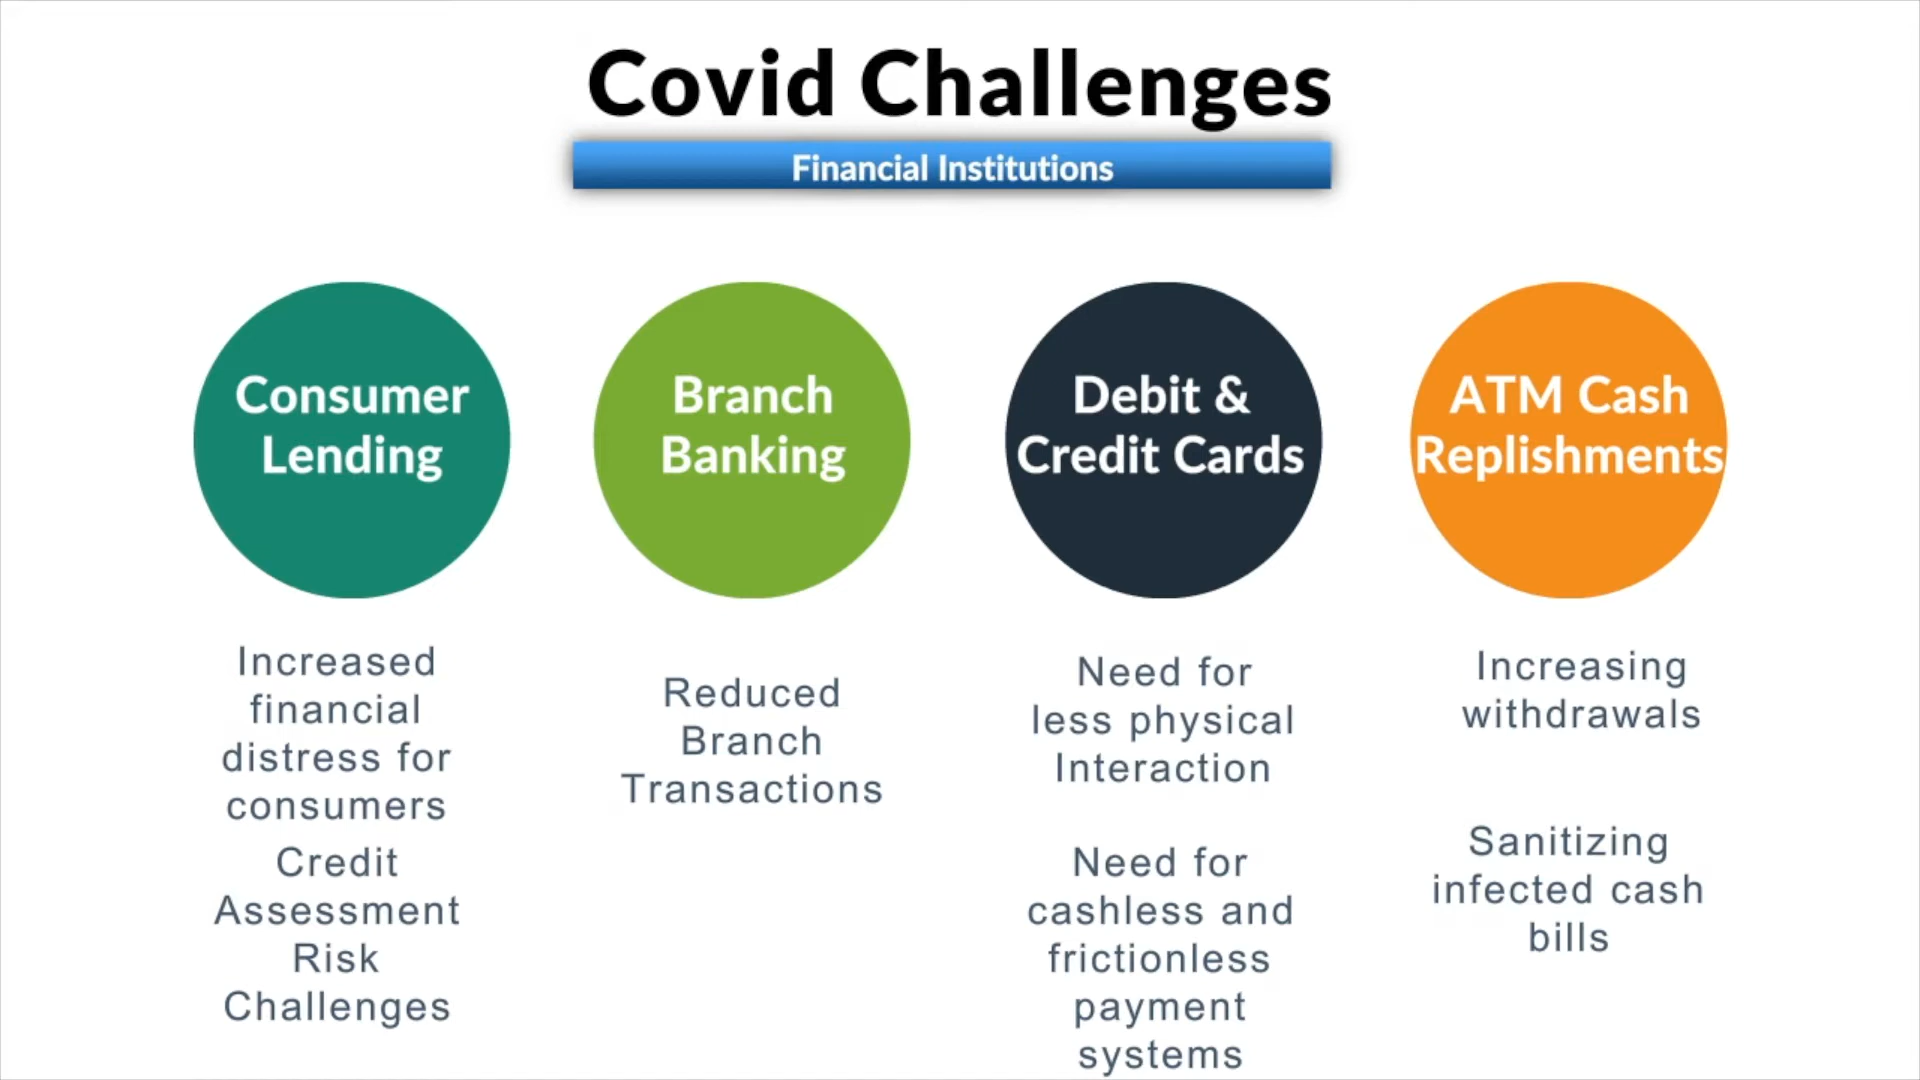 Covid Challenges
Financial Institutions
Consumer
Lending
Increased
financial
distress for
consumers
Credit
Assessment
Risk
Challenges
Branch
Banking
Reduced
Branch
Transactions
Debit &
Credit Cards
Need for
less physical
Interaction
Need for
cashless and
frictionless
payment
systems
ATM Cash
Replishments
Increasing
withdrawals
Sanitizing
infected cash
bills